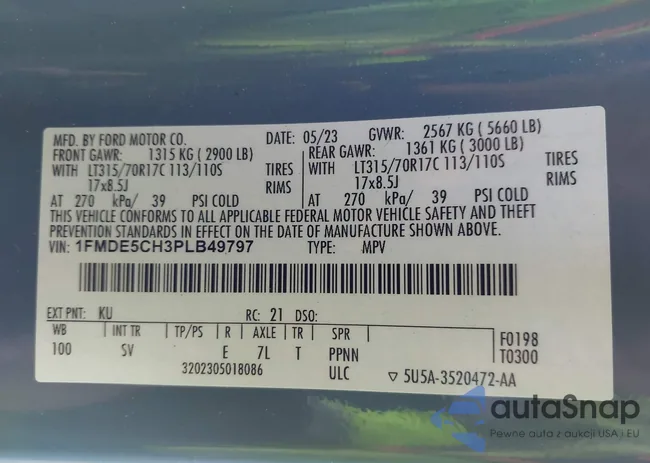 MFD. BY FORD MOTOR CO. DATE: 05/23 GVWR: 2567 KG ( 5660 LB)
FRONT GAWR: 1315 KG ( 2900 LB) REAR GAWR: 1361 KG ( 3000 LB)
WITH LT315/70R17C 113/110S TIRES WITH LT315/70R17C 113/110S TIRES
17x8.5J RIMS 17x8.5J RIMS
AT 270 kPa/ 39 PSI COLD AT 270 kPa/ 39 PSI COLD
THIS VEHICLE CONFORMS TO ALL APPLICABLE FEDERAL MOTOR VEHICLE SAFETY AND THEFT
PREVENTION STANDARDS IN EFFECT ON THE DATE OF MANUFACTURE SHOWN ABOVE.
VIN: 1FMDE5CH3PLB49797 TYPE: MPV
EXT PNT: KU RC: 21 DSO:
WB INT TR TP/PS R AXLE TR SPR F0198
100 SV E 7L T PPNN T0300
3202305018086 ULC ▽ 5U5A-3520472-AA
autaSnap
Pewne auta z aukcji USA i EU